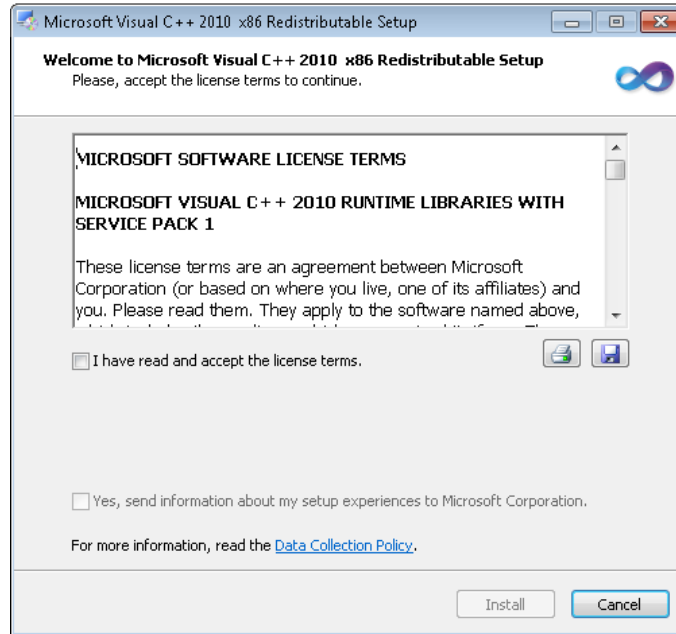 Microsoft Visual C++ 2010 x86 Redistributable Setup
Welcome to Microsoft Visual C++ 2010 x86 Redistributable Setup
Please, accept the license terms to continue.
MICROSOFT SOFTWARE LICENSE TERMS
MICROSOFT VISUAL C++ 2010 RUNTIME LIBRARIES WITH
SERVICE PACK 1
These license terms are an agreement between Microsoft
Corporation (or based on where you live, one of its affiliates) and
you. Please read them. They apply to the software named above,
I have read and accept the license terms.
Yes, send information about my setup experiences to Microsoft Corporation.
For more information, read the Data Collection Policy.
Install
Cancel